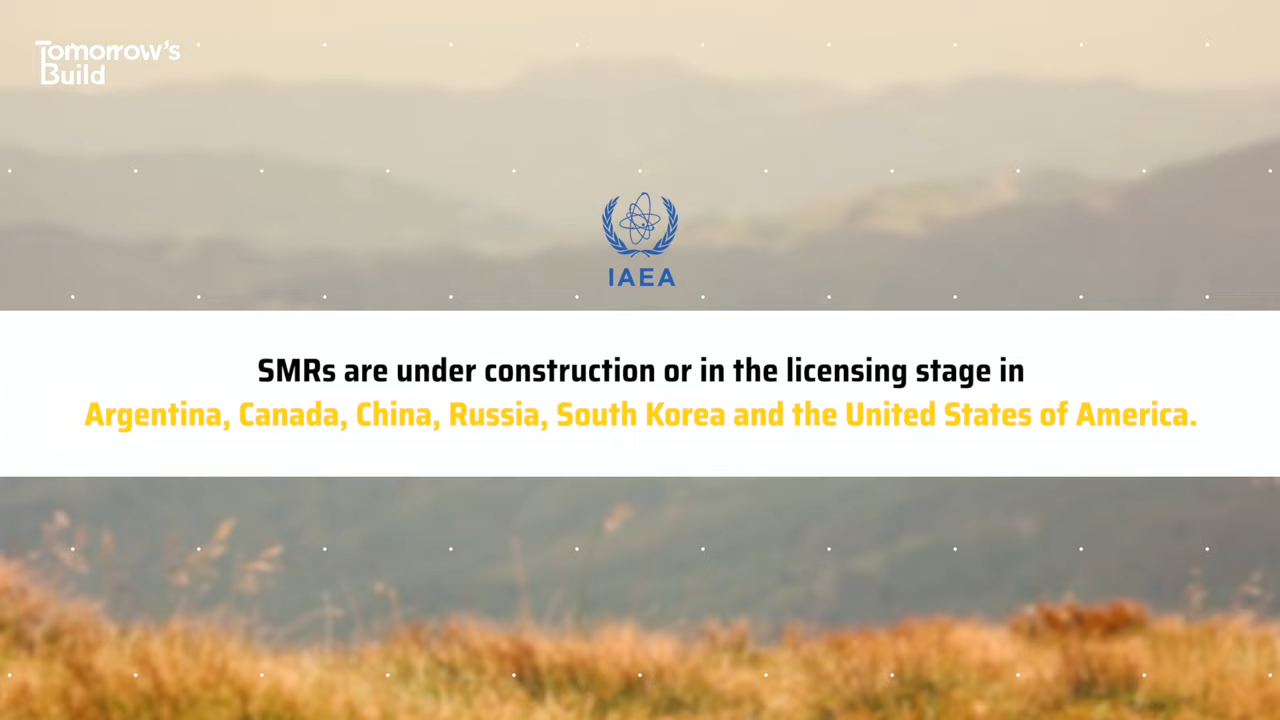 Tomorrow's
Build
IAEA
SMRs are under construction or in the licensing stage in
Argentina, Canada, China, Russia, South Korea and the United States of America.